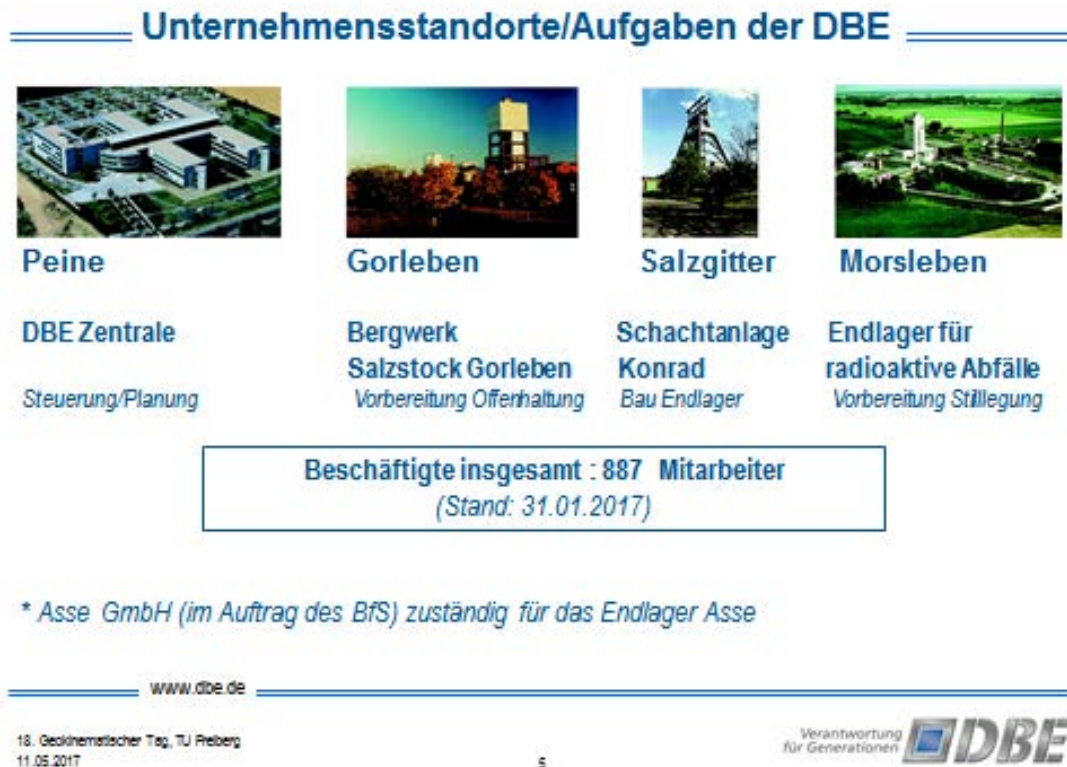 Unternehmensstandorte/Aufgaben der DBE
Peine
DBE Zentrale
Steuerung/Planung
Gorleben
Bergwerk
Salzstock Gorleben
Vorbereitung Offenhaltung
Salzgitter
Schachtanlage
Konrad
Bau Endlager
Morsleben
Endlager für
radioaktive Abfälle
Vorbereitung Stilllegung
Beschäftigte insgesamt : 887 Mitarbeiter
(Stand: 31.01.2017)
* Asse GmbH (im Auftrag des BfS) zuständig für das Endlager Asse
www.dbe.de
18. Geokinematischer Tag, TU Freiberg
11.05.2017
5
Verantwortung
für Generationen
DBE